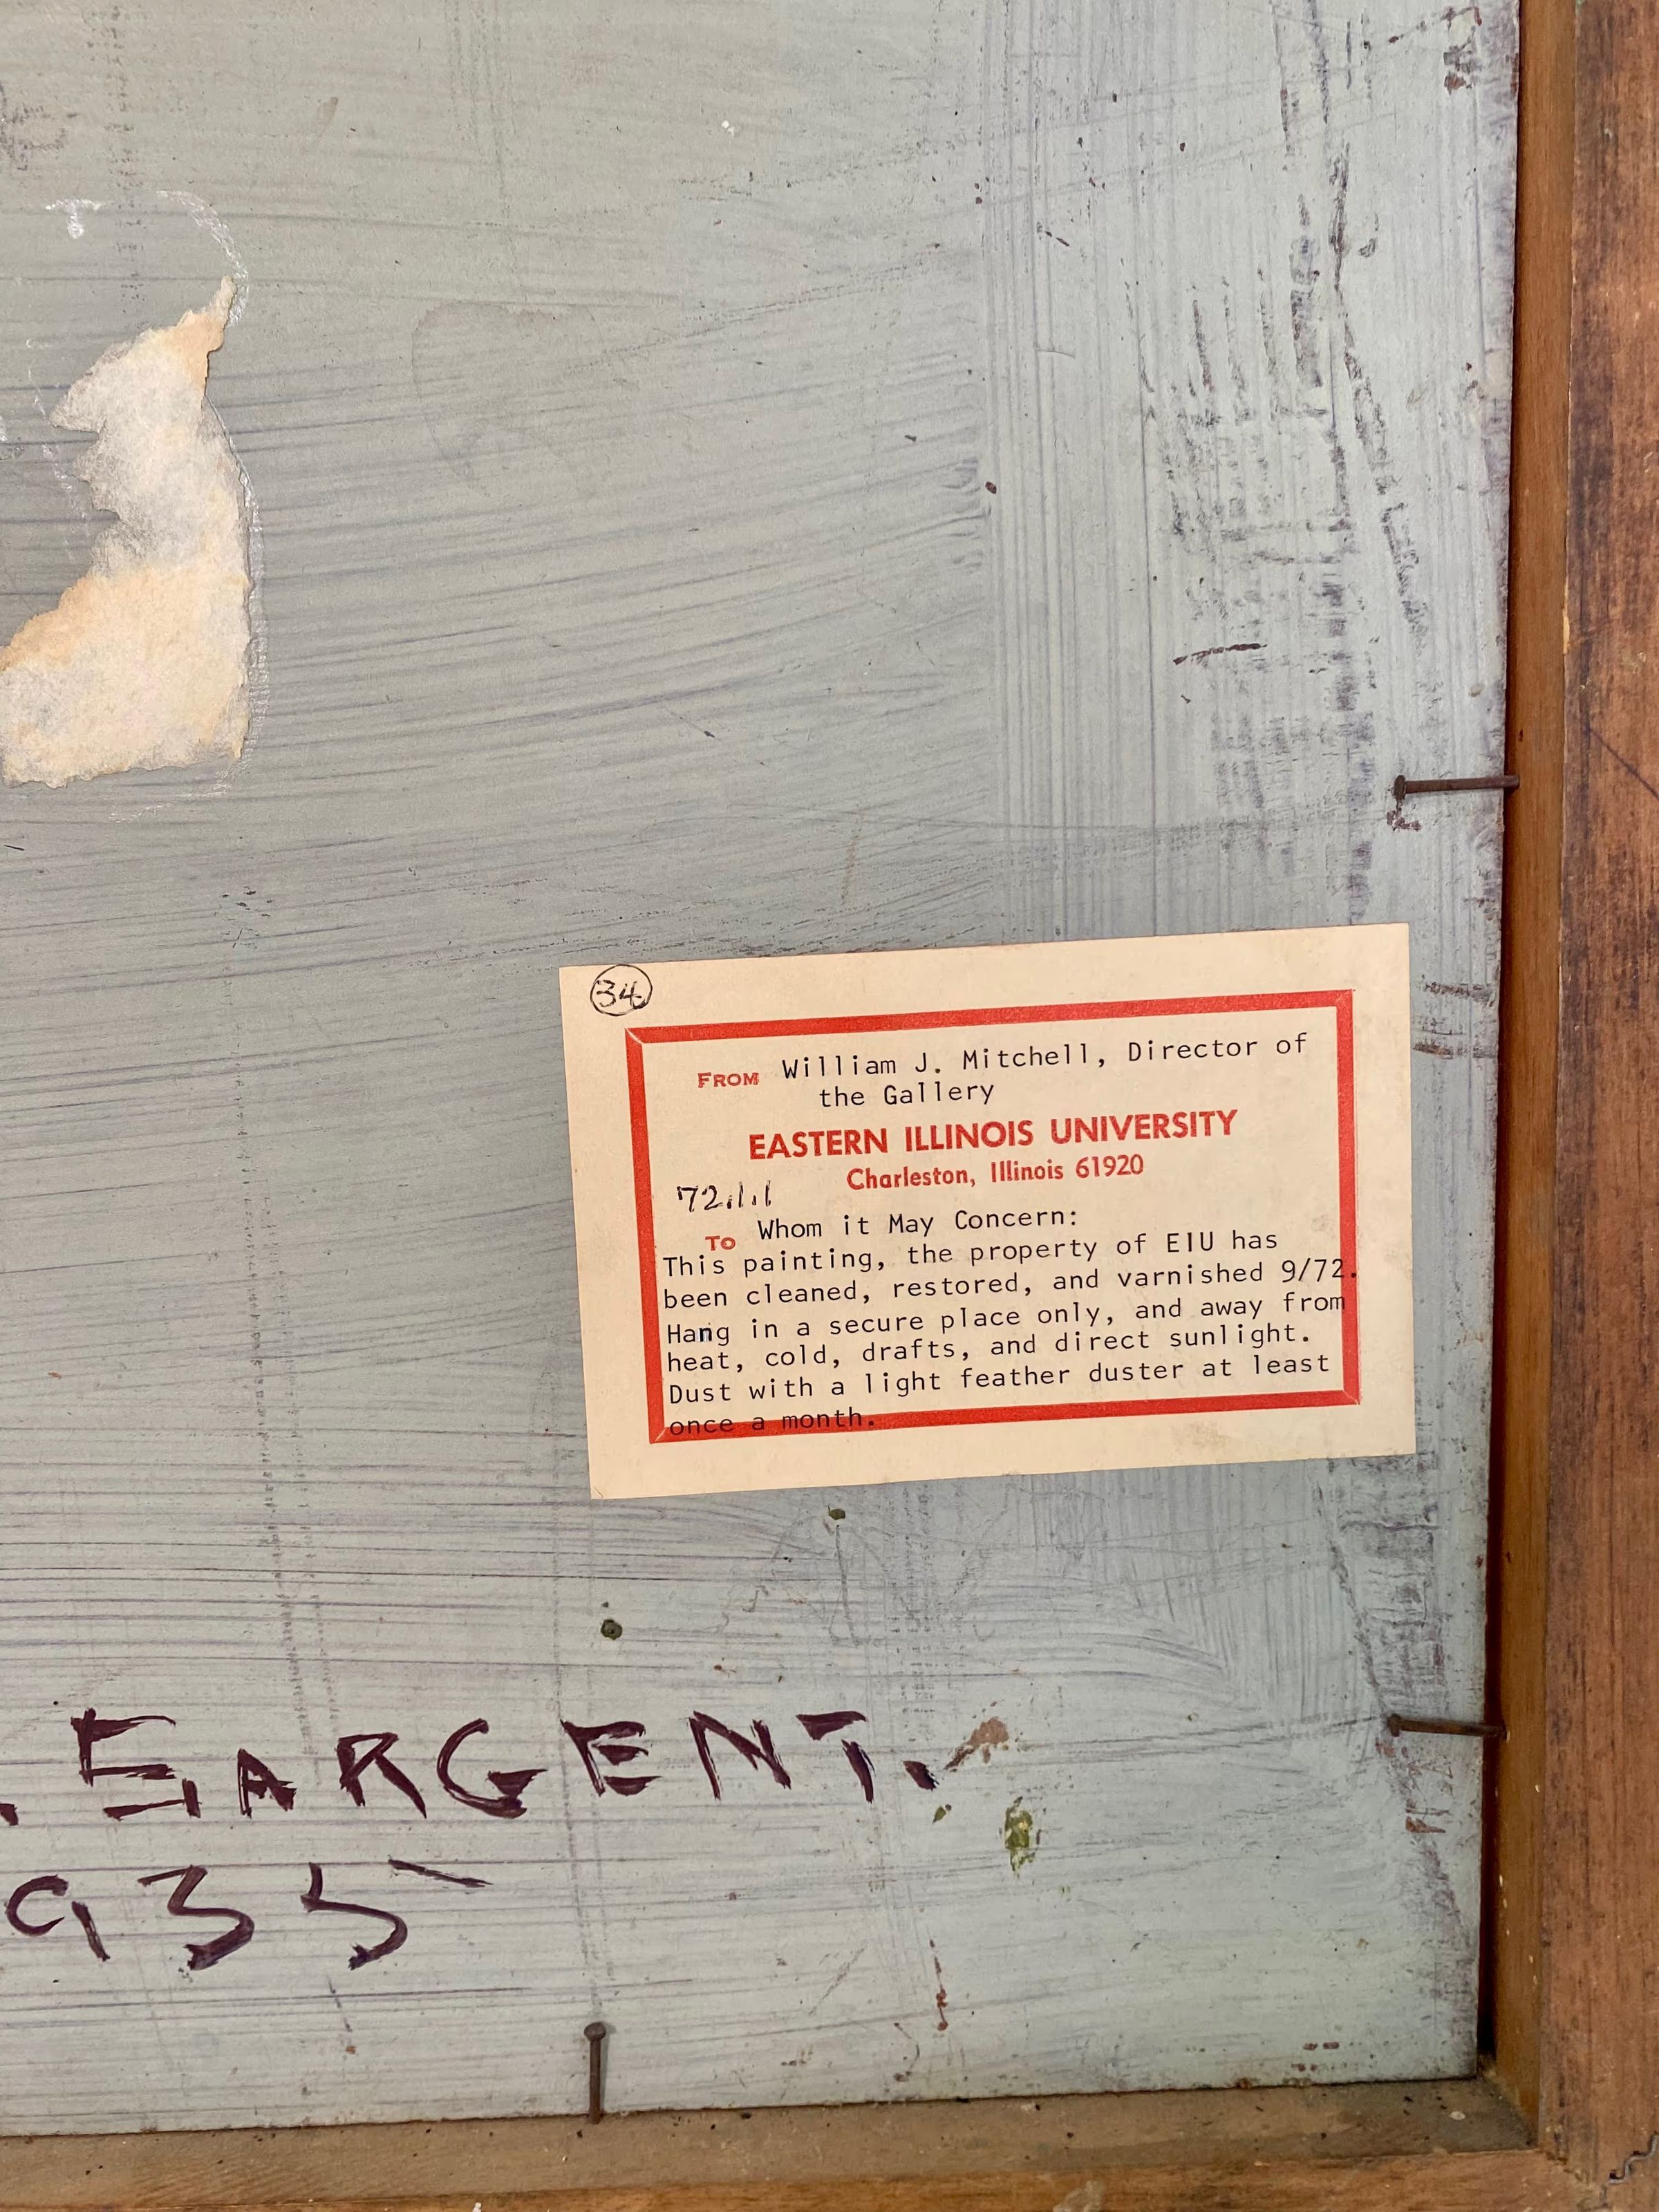 34
FROM William J. Mitchell, Director of
the Gallery
EASTERN ILLINOIS UNIVERSITY
Charleston, Illinois 61920
72.1.1
TO Whom it May Concern:
This painting, the property of EIU has
been cleaned, restored, and varnished 9/72.
Hang in a secure place only, and away from
heat, cold, drafts, and direct sunlight.
Dust with a light feather duster at least
once a month.
. SARGENT.
935